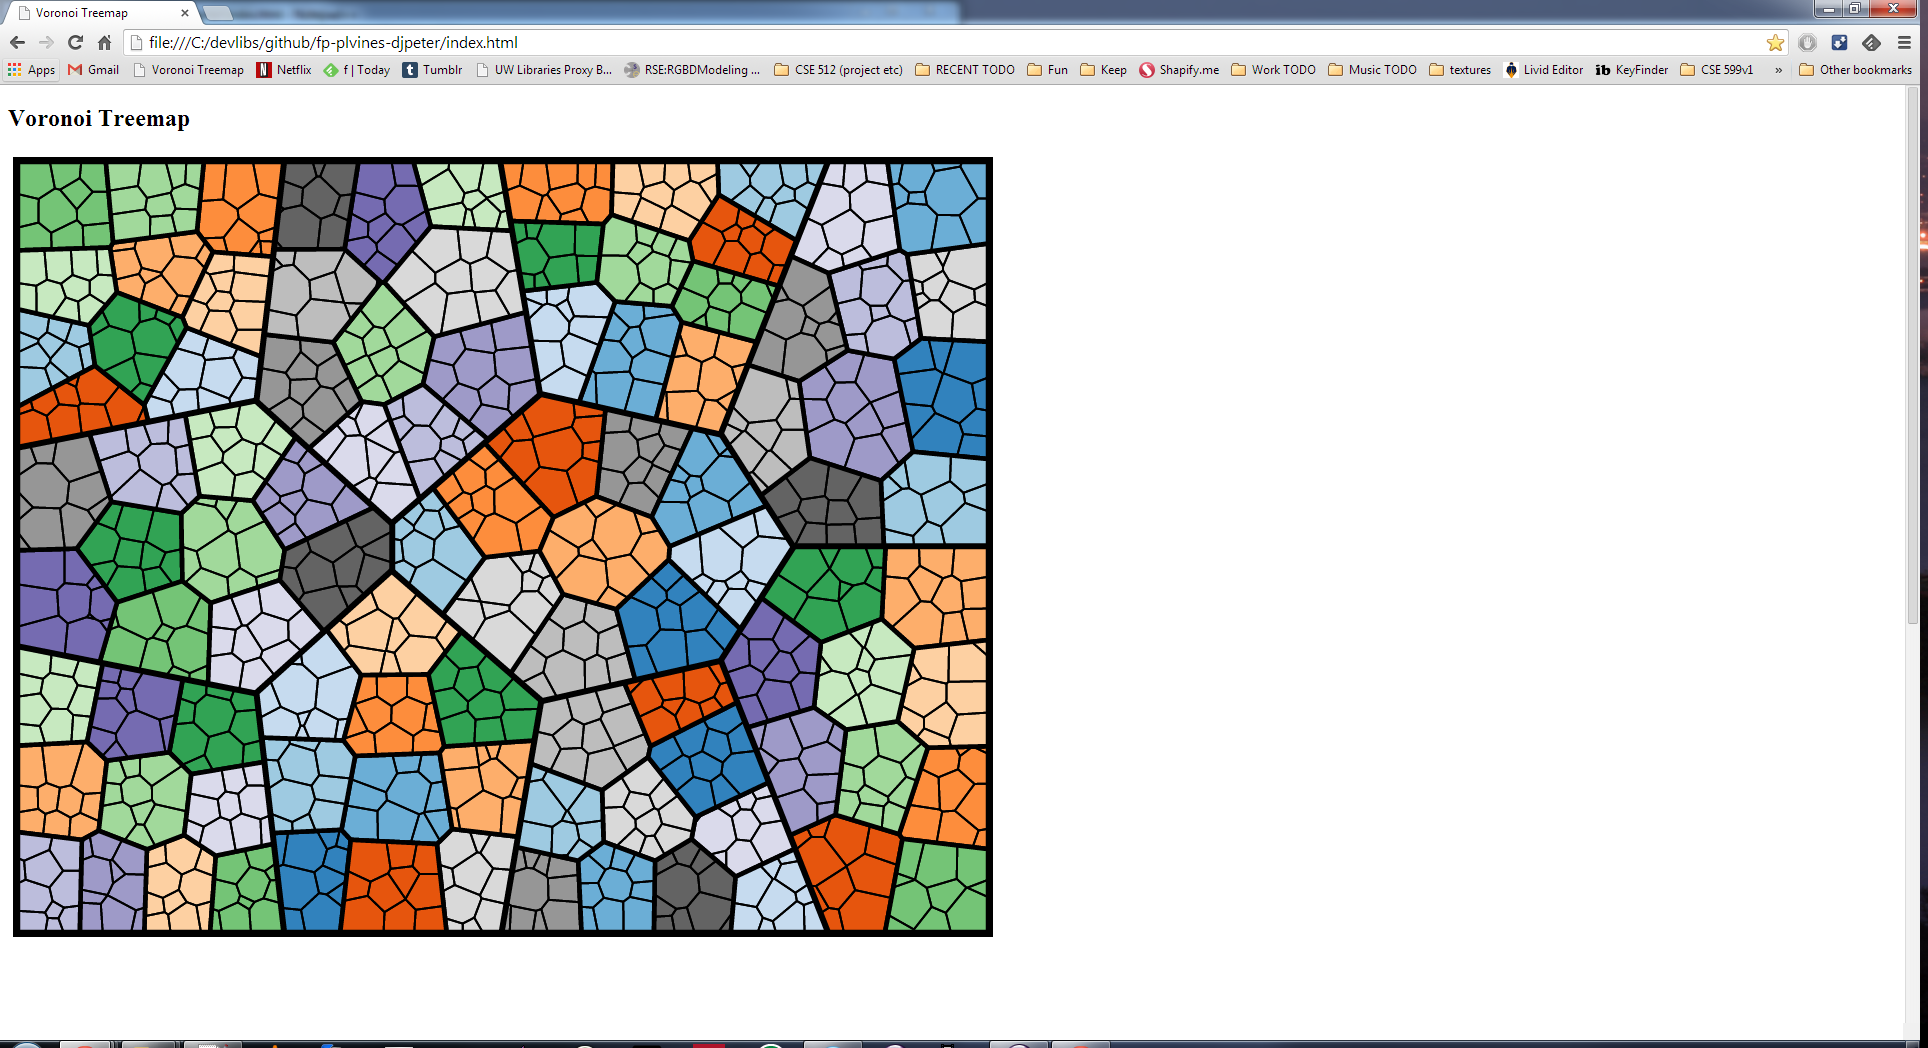 Voronoi Treemap
file:///C:/devlibs/github/fp-plvines-djpeter/index.html
Apps Gmail Voronoi Treemap Netflix f | Today Tumblr UW Libraries Proxy B... RSE:RGBDModeling ... CSE 512 (project etc) RECENT TODO Fun Keep Shapify.me Work TODO Music TODO textures Livid Editor KeyFinder CSE 599v1 » Other bookmarks
Voronoi Treemap